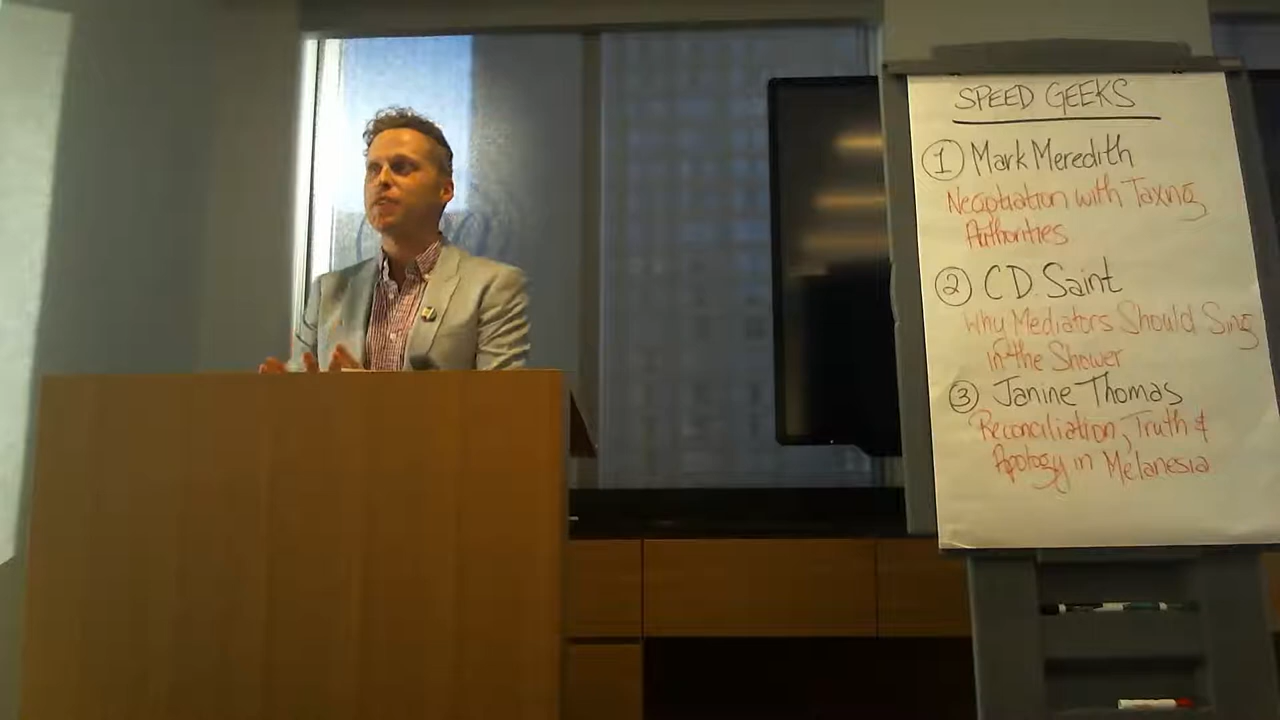 SPEED GEEKS
① Mark Meredith
Negotiation with Taxing
Authorities
② CD. Saint
Why Mediators Should Sing
in the Shower
③ Janine Thomas
Reconciliation, Truth &
Apology in Melanesia